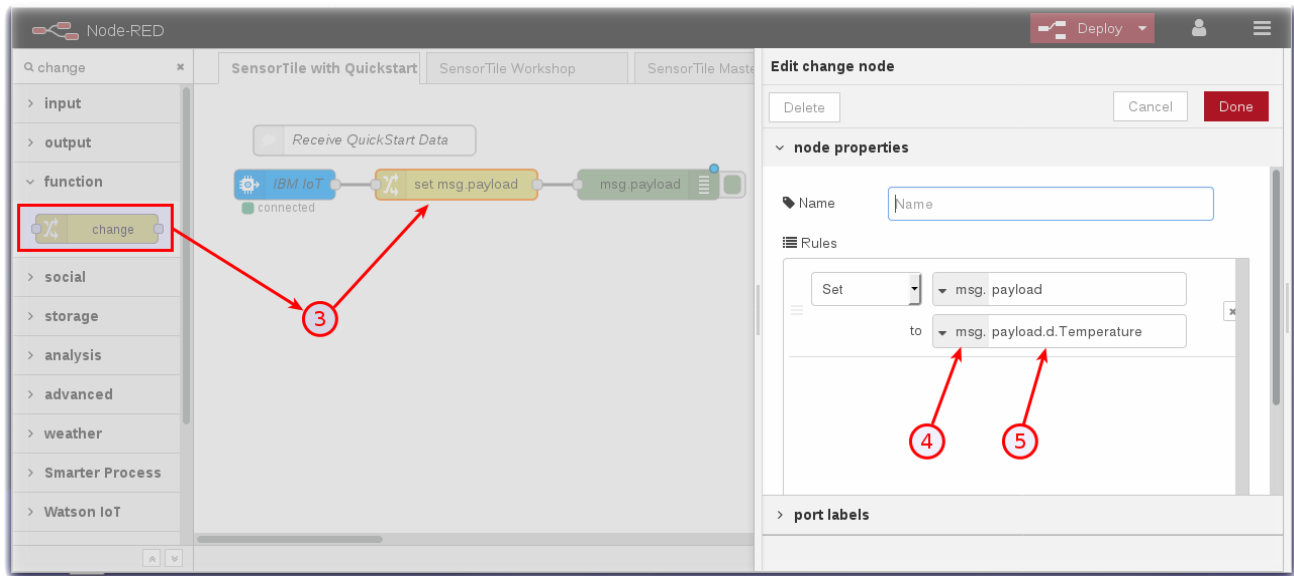 Node-RED
Deploy
change
SensorTile with Quickstart
SensorTile Workshop
SensorTile Maste
Edit change node
input
output
function
change
social
storage
analysis
advanced
weather
Smarter Process
Watson IoT
Receive QuickStart Data
IBM IoT
set msg.payload
msg.payload
connected
3
Delete
Cancel
Done
node properties
Name
Name
Rules
Set
msg. payload
to
msg. payload.d.Temperature
4
5
port labels